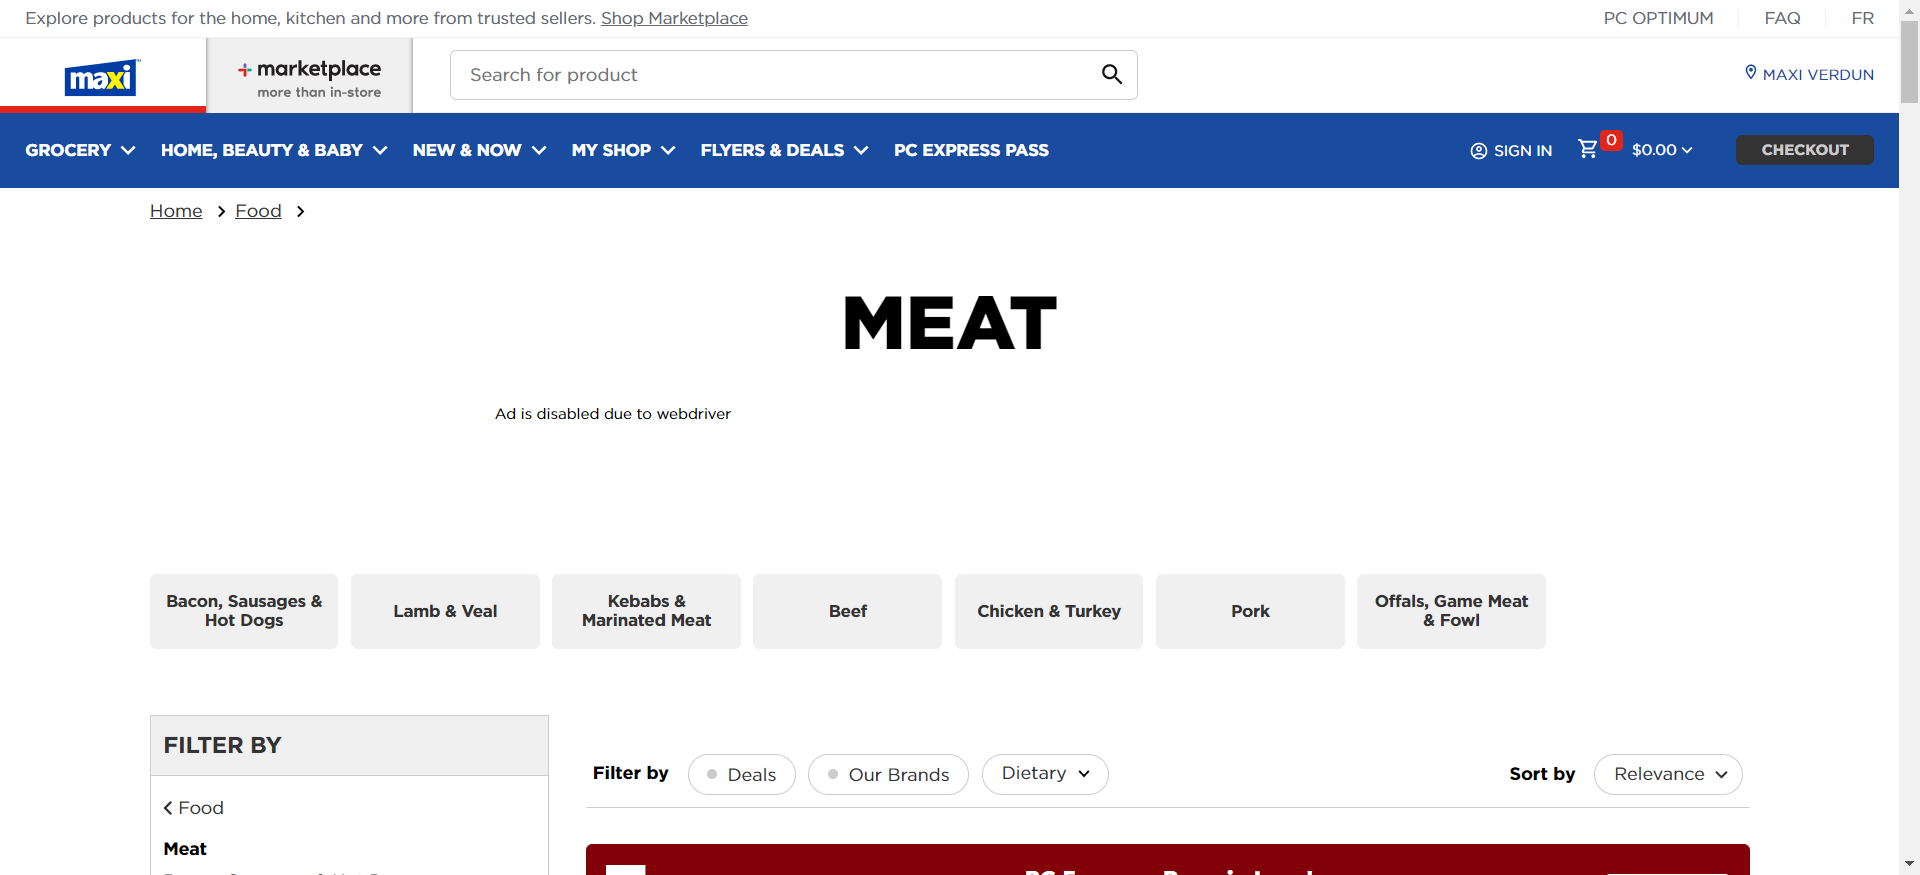 Explore products for the home, kitchen and more from trusted sellers. Shop Marketplace
PC OPTIMUM
FAQ
FR
maxi
marketplace
more than in-store
Search for product
MAXI VERDUN
GROCERY
HOME, BEAUTY & BABY
NEW & NOW
MY SHOP
FLYERS & DEALS
PC EXPRESS PASS
SIGN IN
0
$0.00
CHECKOUT
Home
Food
MEAT
Ad is disabled due to webdriver
Bacon, Sausages &
Hot Dogs
Lamb & Veal
Kebabs &
Marinated Meat
Beef
Chicken & Turkey
Pork
Offals, Game Meat
& Fowl
FILTER BY
Food
Meat
Filter by
Deals
Our Brands
Dietary
Sort by
Relevance